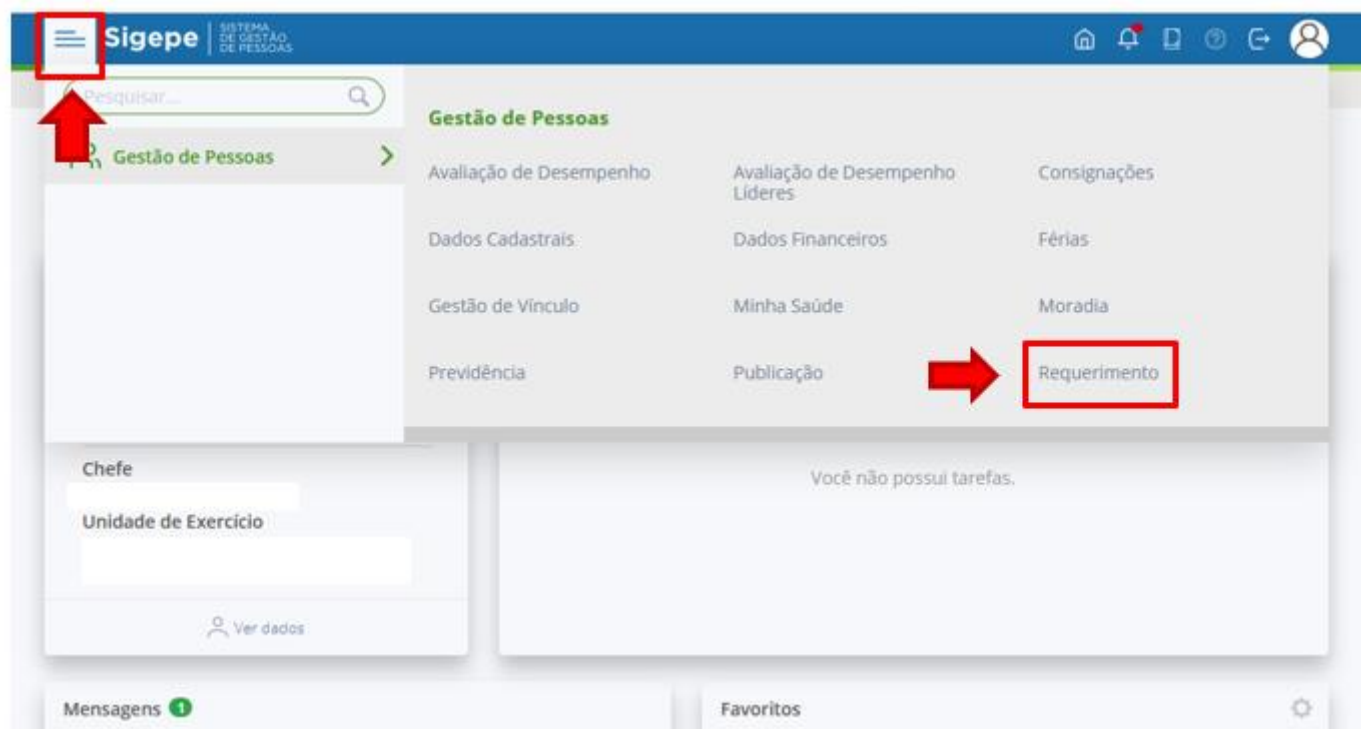 Sigepe
SISTEMA
DE GESTÃO
DE PESSOAS
Pesquisar...
Gestão de Pessoas
Gestão de Pessoas
Avaliação de Desempenho
Avaliação de Desempenho
Líderes
Consignações
Dados Cadastrais
Dados Financeiros
Férias
Gestão de Vínculo
Minha Saúde
Moradia
Previdência
Publicação
Requerimento
Chefe
Você não possui tarefas.
Unidade de Exercício
Ver dados
Mensagens 1
Favoritos